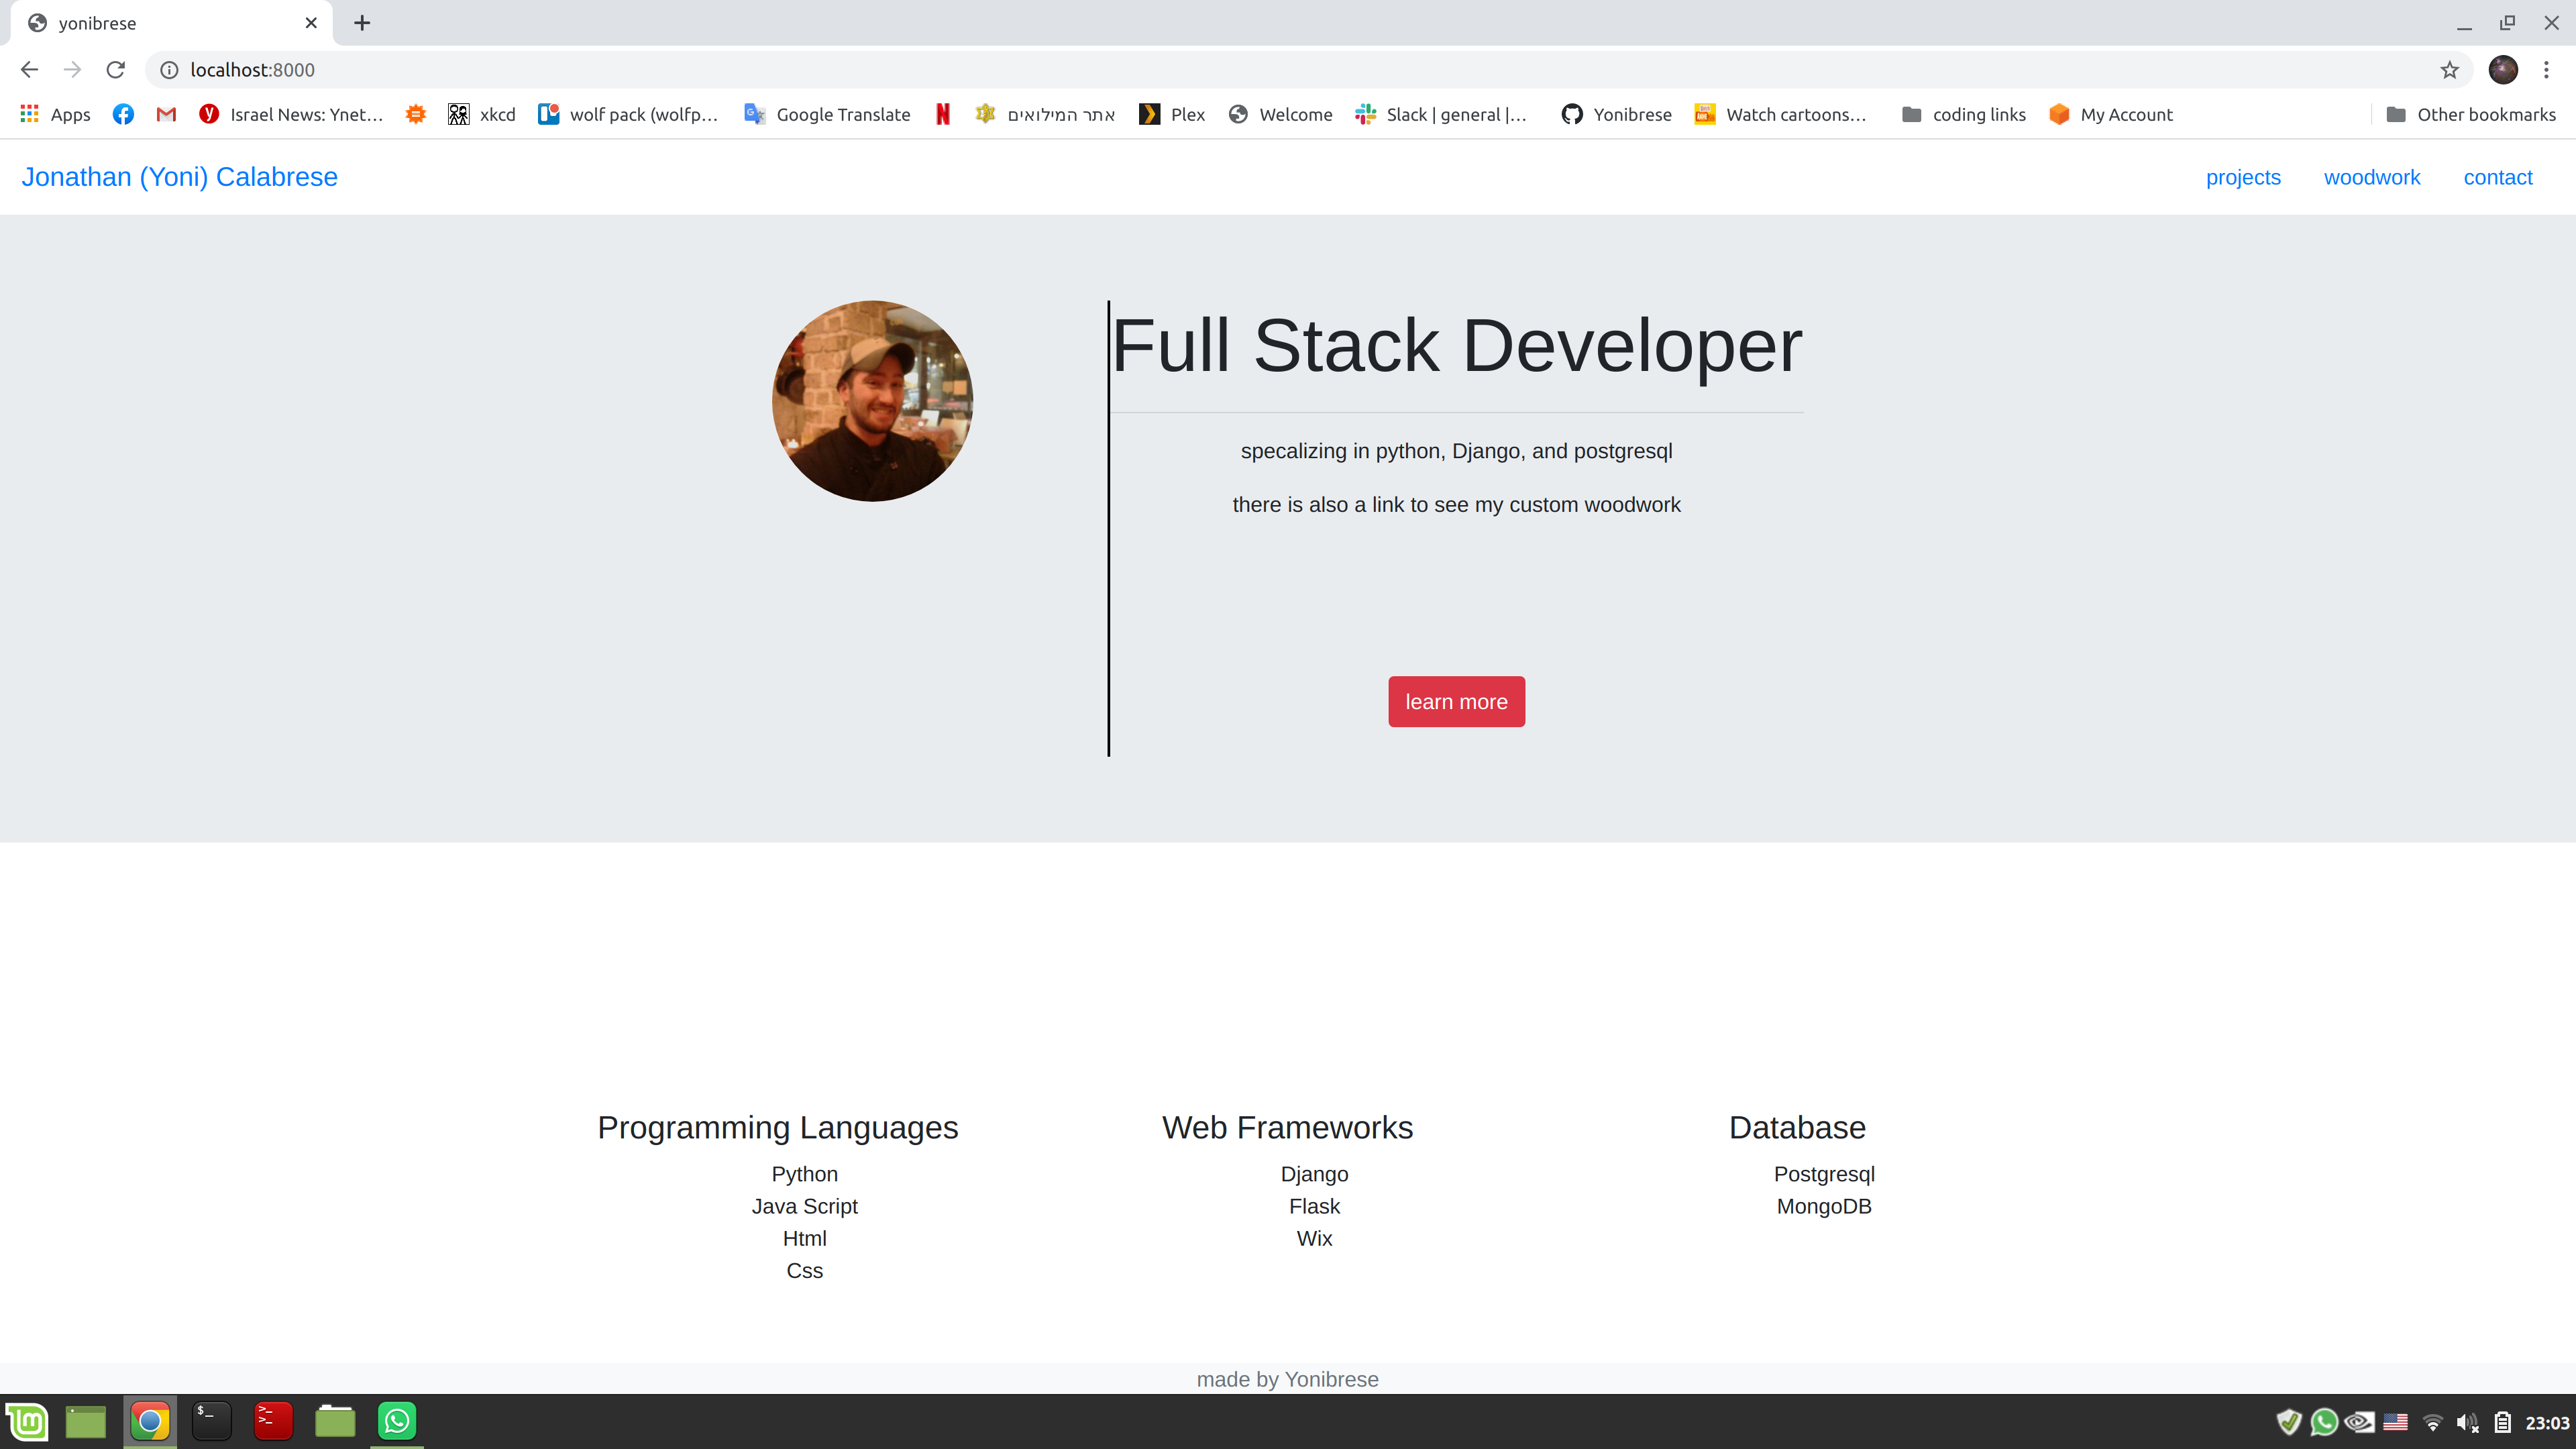 yonibrese
localhost:8000
Apps
Israel News: Ynet...
xkcd
wolf pack (wolfp...
Google Translate
אתר המילואים
Plex
Welcome
Slack | general |...
Yonibrese
Watch cartoons...
coding links
My Account
Other bookmarks
Jonathan (Yoni) Calabrese
projects
woodwork
contact
Full Stack Developer
specalizing in python, Django, and postgresql
there is also a link to see my custom woodwork
learn more
Programming Languages
Python
Java Script
Html
Css
Web Frameworks
Django
Flask
Wix
Database
Postgresql
MongoDB
made by Yonibrese
23:03